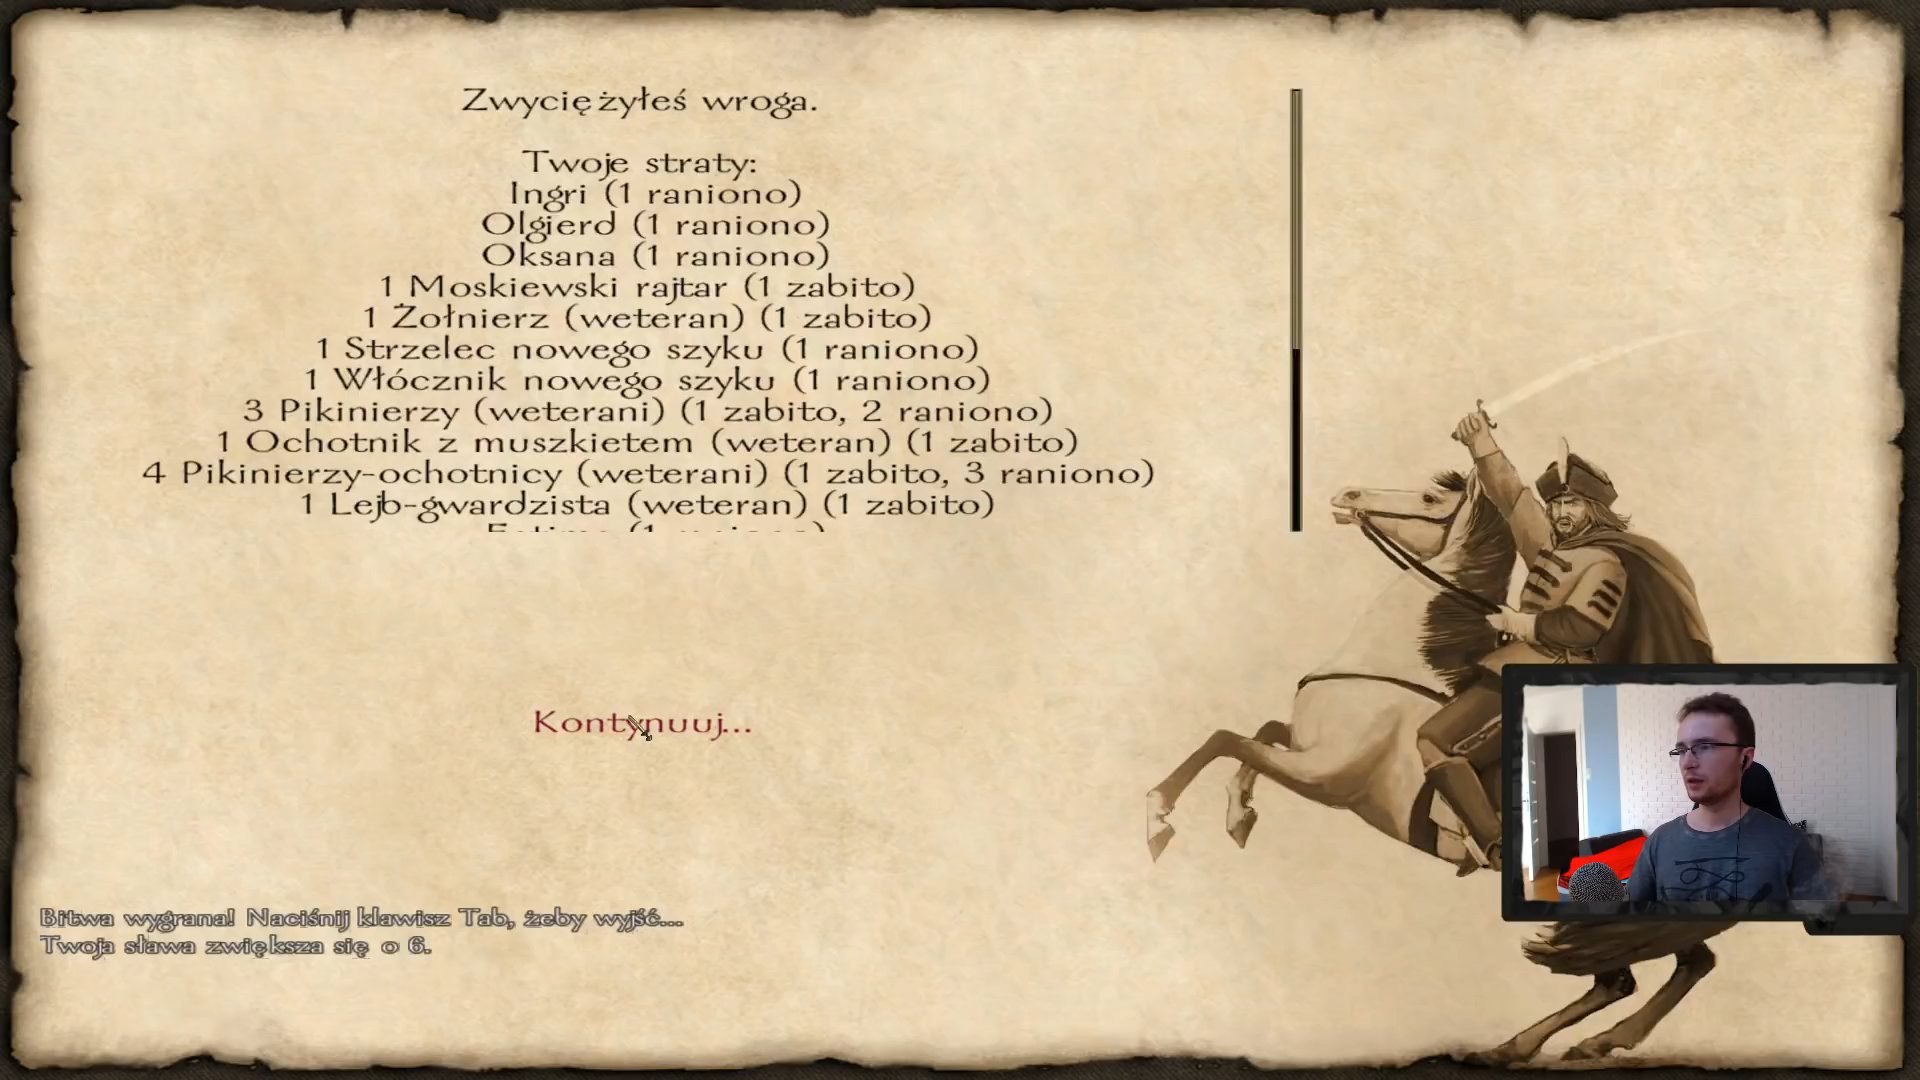 Zwyciężyłeś wroga.
Twoje straty:
Ingri (1 raniono)
Olgierd (1 raniono)
Oksana (1 raniono)
1 Moskiewski rajtar (1 zabito)
1 Żołnierz (weteran) (1 zabito)
1 Strzelec nowego szyku (1 raniono)
1 Włócznik nowego szyku (1 raniono)
3 Pikinierzy (weterani) (1 zabito, 2 raniono)
1 Ochotnik z muszkietem (weteran) (1 zabito)
4 Pikinierzy-ochotnicy (weterani) (1 zabito, 3 raniono)
1 Lejb-gwardzista (weteran) (1 zabito)
Kontynuuj...
Bitwa wygrana! Naciśnij klawisz Tab, żeby wyjść...
Twoja sława zwiększa się o 6.